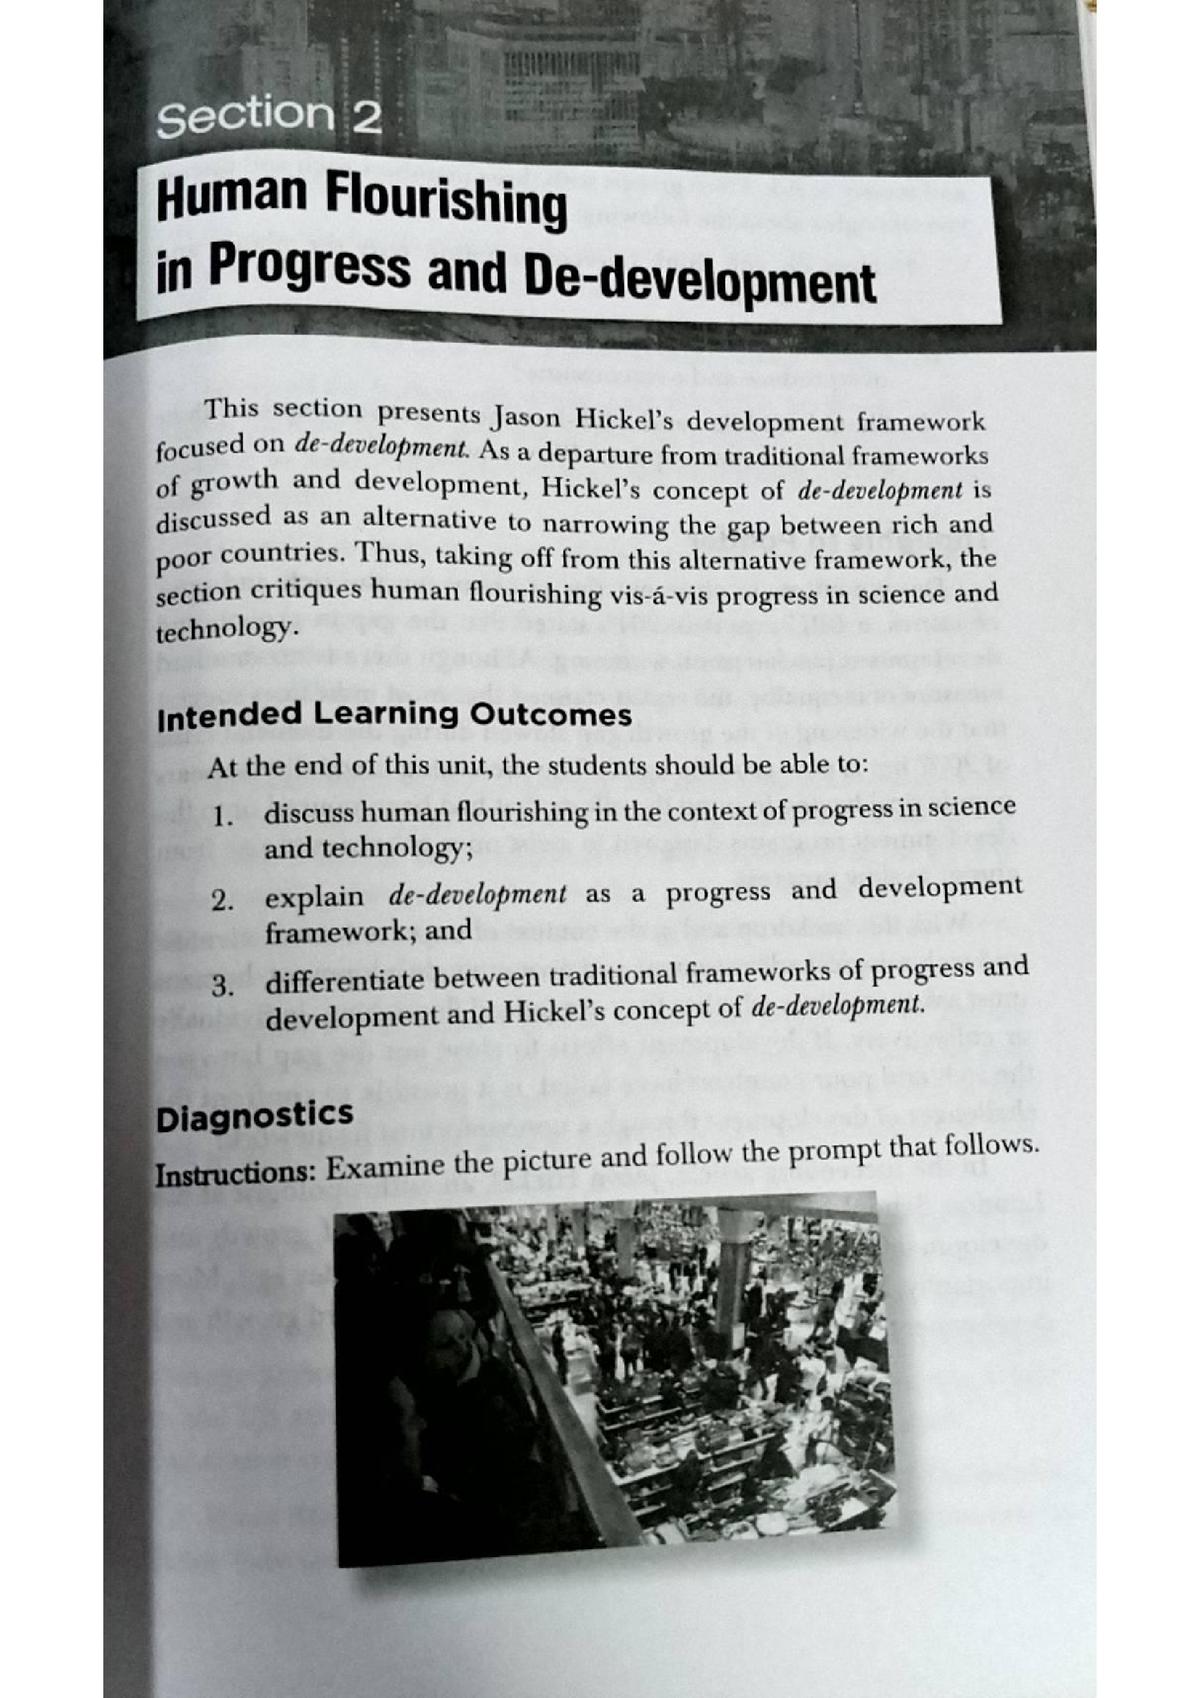 Section 2
Human Flourishing
in Progress and De-development
This section presents Jason Hickel's development framework
focused on de-development. As a departure from traditional frameworks
of growth and development, Hickel's concept of de-development is
discussed as an alternative to narrowing the gap between rich and
poor countries. Thus, taking off from this alternative framework, the
section critiques human flourishing vis-á-vis progress in science and
technology.
Intended Learning Outcomes
At the end of this unit, the students should be able to:
1. discuss human flourishing in the context of progress in science
and technology;
2. explain de-development as a progress and development
framework; and
3. differentiate between traditional frameworks of progress and
development and Hickel's concept of de-development.
Diagnostics
Instructions: Examine the picture and follow the prompt that follows.